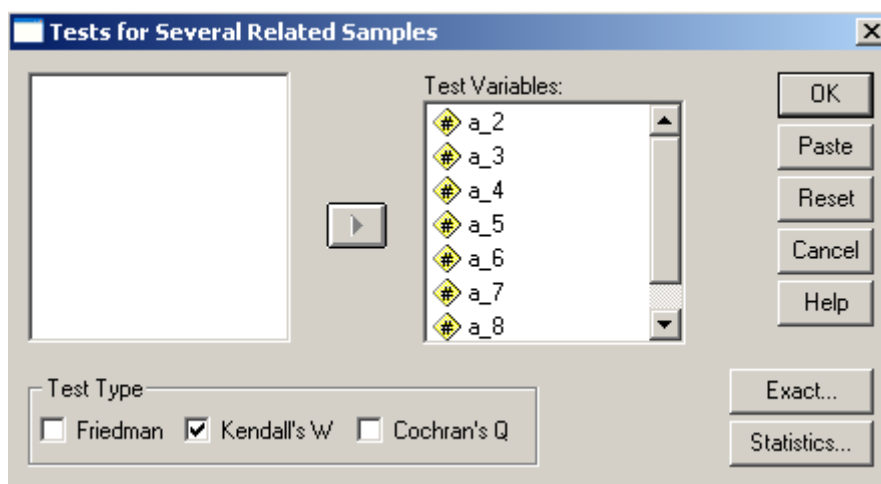 Tests for Several Related Samples
Test Variables:
# a_2
# a_3
# a_4
# a_5
# a_6
# a_7
# a_8
OK
Paste
Reset
Cancel
Help
Test Type
Friedman Kendall's W Cochran's Q
Exact...
Statistics...